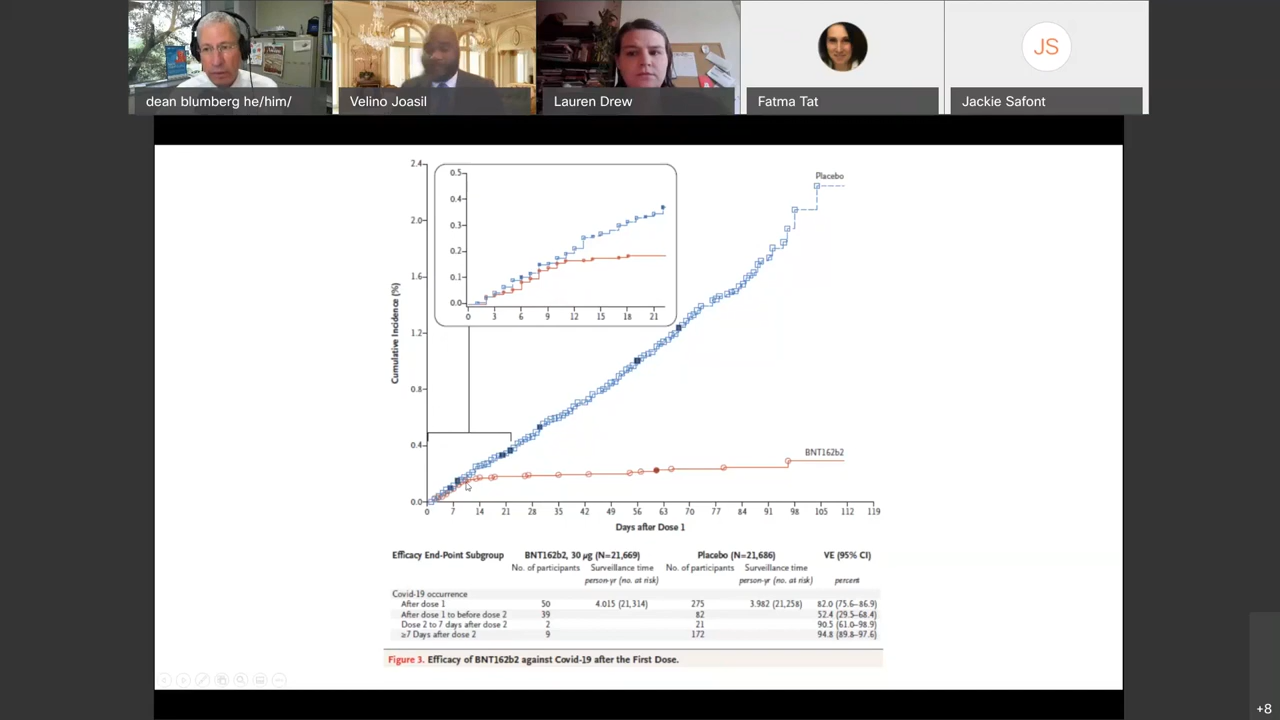 dean blumberg he/him/
Velino Joasil
Lauren Drew
Fatma Tat
JS
Jackie Safont
2.4
2.0
1.6
1.2
0.8
0.4
0.0
Cumulative Incidence (%)
0.5
0.4
0.3
0.2
0.1
0.0
0 3 6 9 12 15 18 21
Placebo
BNT162b2
0 7 14 21 28 35 42 49 56 63 70 77 84 91 98 105 112 119
Days after Dose 1
Efficacy End-Point Subgroup BNT162b2, 30 µg (N=21,669) Placebo (N=21,686) VE (95% CI)
No. of participants Surveillance time No. of participants Surveillance time
person-yr (no. at risk) person-yr (no. at risk) percent
Covid-19 occurrence
After dose 1 50 4.015 (21,314) 275 3.982 (21,258) 82.0 (75.6–86.9)
After dose 1 to before dose 2 39 82 52.4 (29.5–68.4)
Dose 2 to 7 days after dose 2 2 21 90.5 (61.0–98.9)
≥7 Days after dose 2 9 172 94.8 (89.8–97.6)
Figure 3. Efficacy of BNT162b2 against Covid-19 after the First Dose.
+8